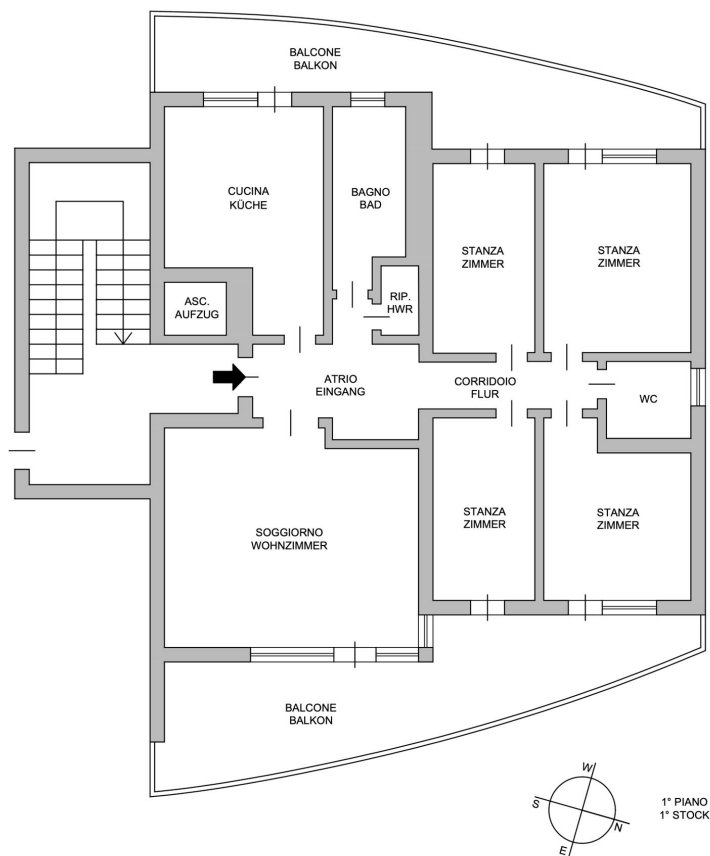 BALCONE
BALKON
CUCINA
KÜCHE
BAGNO
BAD
STANZA
ZIMMER
STANZA
ZIMMER
ASC.
AUFZUG
RIP.
HWR
ATRIO
EINGANG
CORRIDOIO
FLUR
WC
SOGGIORNO
WOHNZIMMER
STANZA
ZIMMER
STANZA
ZIMMER
BALCONE
BALKON
W
S
N
E
1° PIANO
1° STOCK